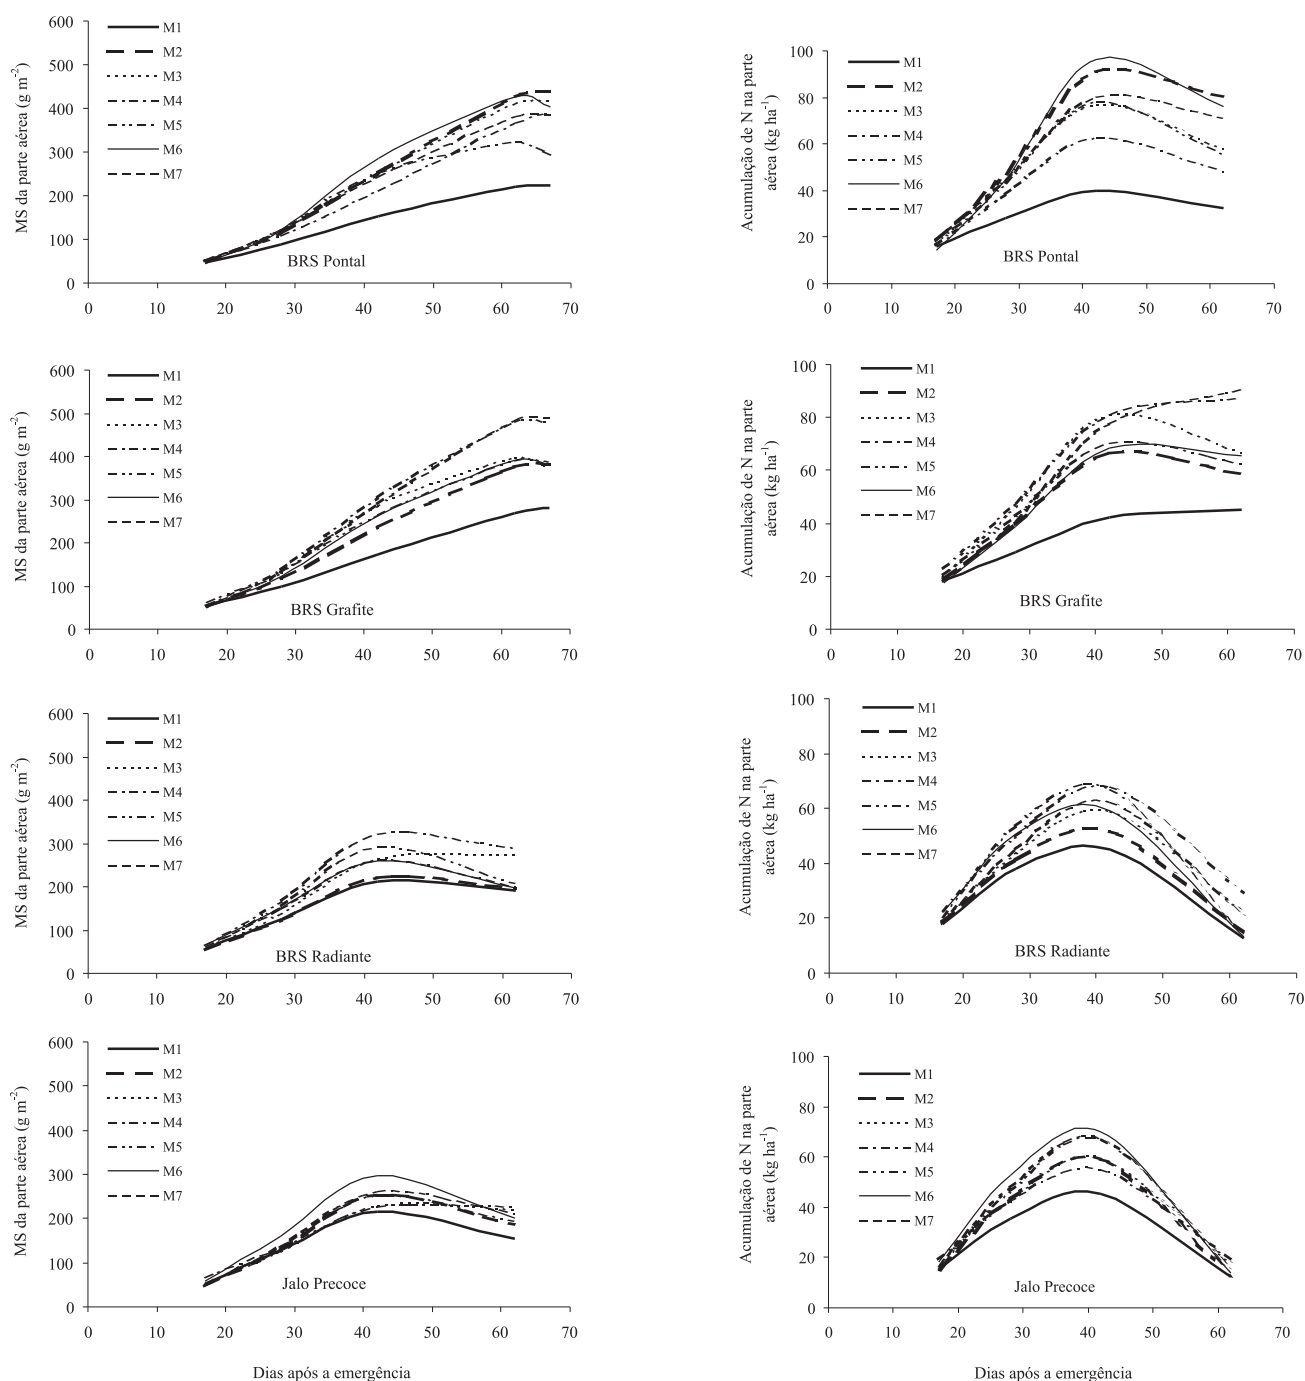 MS da parte aérea (g m-2)
600
500
400
300
200
100
0
M1
M2
M3
M4
M5
M6
M7
BRS Pontal
0 10 20 30 40 50 60 70
Acumulação de N na parte
aérea (kg ha-1)
100
80
60
40
20
0
M1
M2
M3
M4
M5
M6
M7
BRS Pontal
0 10 20 30 40 50 60 70
MS da parte aérea (g m-2)
600
500
400
300
200
100
0
M1
M2
M3
M4
M5
M6
M7
BRS Grafite
0 10 20 30 40 50 60 70
Acumulação de N na parte
aérea (kg ha-1)
100
80
60
40
20
0
M1
M2
M3
M4
M5
M6
M7
BRS Grafite
0 10 20 30 40 50 60 70
MS da parte aérea (g m-2)
600
500
400
300
200
100
0
M1
M2
M3
M4
M5
M6
M7
BRS Radiante
0 10 20 30 40 50 60 70
Acumulação de N na parte
aérea (kg ha-1)
100
80
60
40
20
0
M1
M2
M3
M4
M5
M6
M7
BRS Radiante
0 10 20 30 40 50 60 70
MS da parte aérea (g m-2)
600
500
400
300
200
100
0
M1
M2
M3
M4
M5
M6
M7
Jalo Precoce
0 10 20 30 40 50 60 70
Dias após a emergência
Acumulação de N na parte
aérea (kg ha-1)
100
80
60
40
20
0
M1
M2
M3
M4
M5
M6
M7
Jalo Precoce
0 10 20 30 40 50 60 70
Dias após a emergência